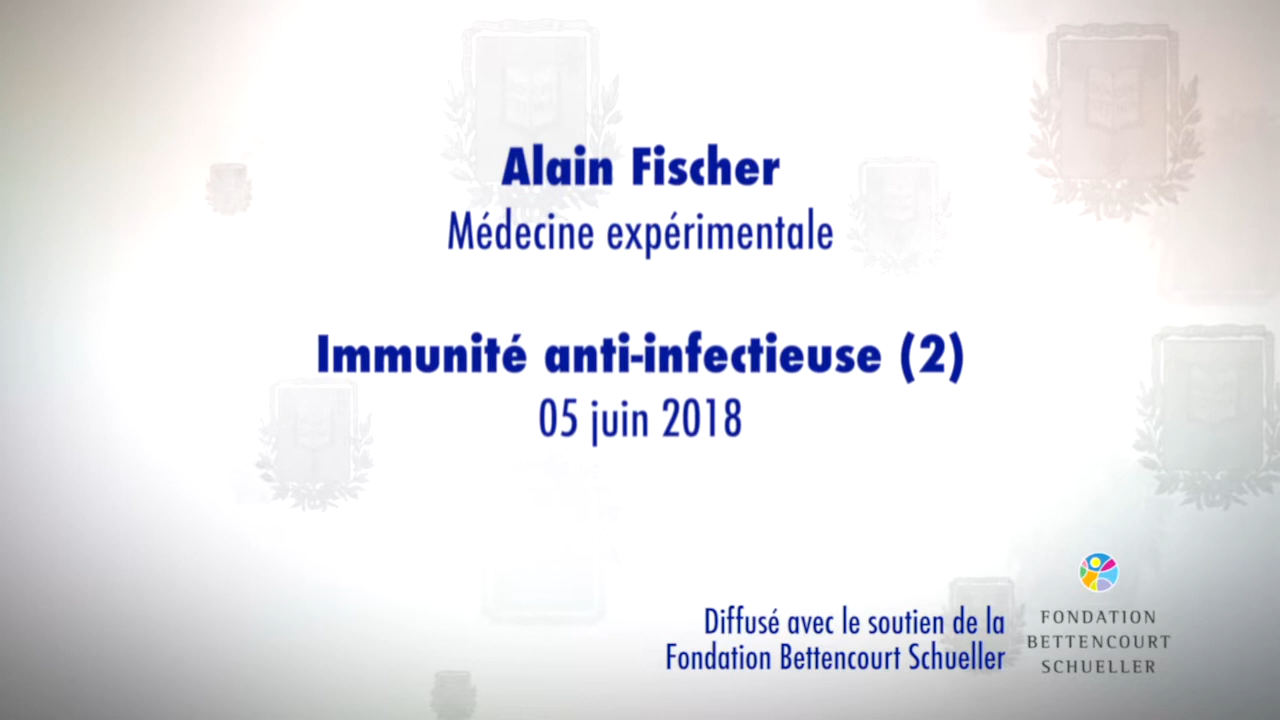 Alain Fischer
Médecine expérimentale
Immunité anti-infectieuse (2)
05 juin 2018
Diffusé avec le soutien de la
Fondation Bettencourt Schueller
FONDATION
BETTENCOURT
SCHUELLER